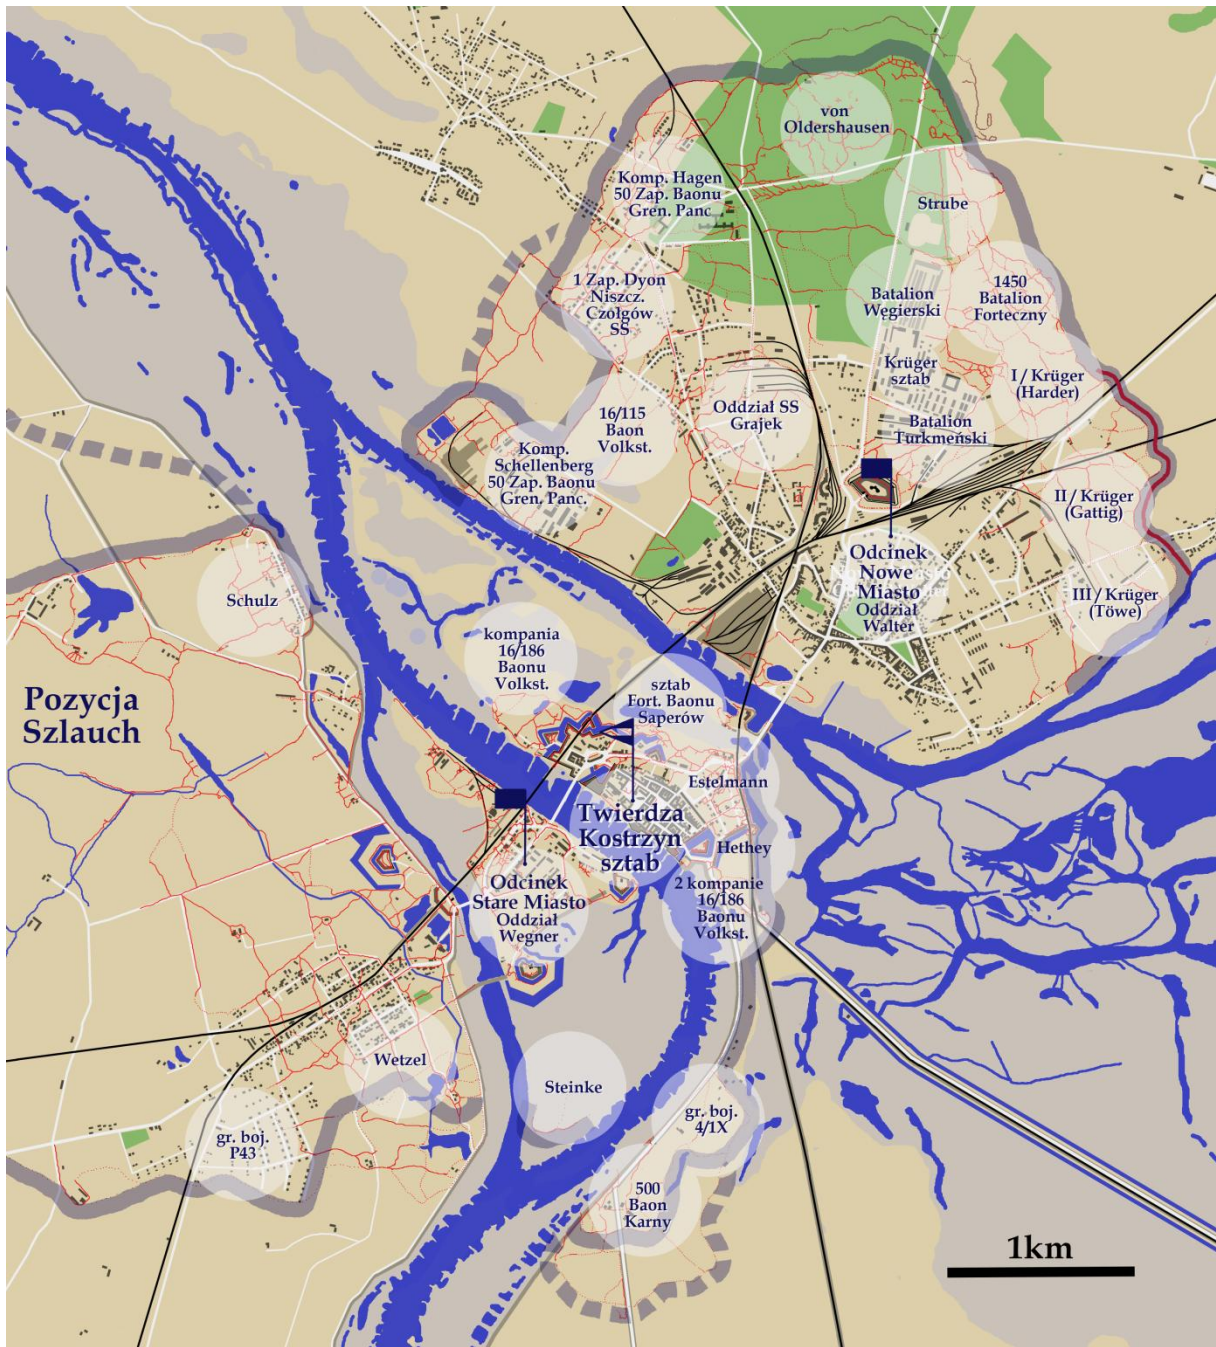 von
Oldershausen
Komp. Hagen
50 Zap. Baonu
Gren. Panc
Strube
1 Zap. Dyon
Niszcz.
Czołgów
SS
Batalion
Węgierski
1450
Batalion
Forteczny
Krüger
sztab
I / Krüger
(Harder)
16/115
Baon
Volkst.
Oddział SS
Grajek
Batalion
Turkmeński
Komp.
Schellenberg
50 Zap. Baonu
Gren. Panc.
II / Krüger
(Gattig)
Odcinek
Nowe
Miasto
Oddział
Walter
III / Krüger
(Töwe)
Schulz
kompania
16/186
Baonu
Volkst.
sztab
Fort. Baonu
Saperów
Pozycja
Szlauch
Estelmann
Twierdza
Kostrzyn
sztab
Hethey
Odcinek
Stare Miasto
Oddział
Wegner
2 kompanie
16/186
Baonu
Volkst.
Wetzel
Steinke
gr. boj.
4/1X
gr. boj.
P43
500
Baon
Karny
1km